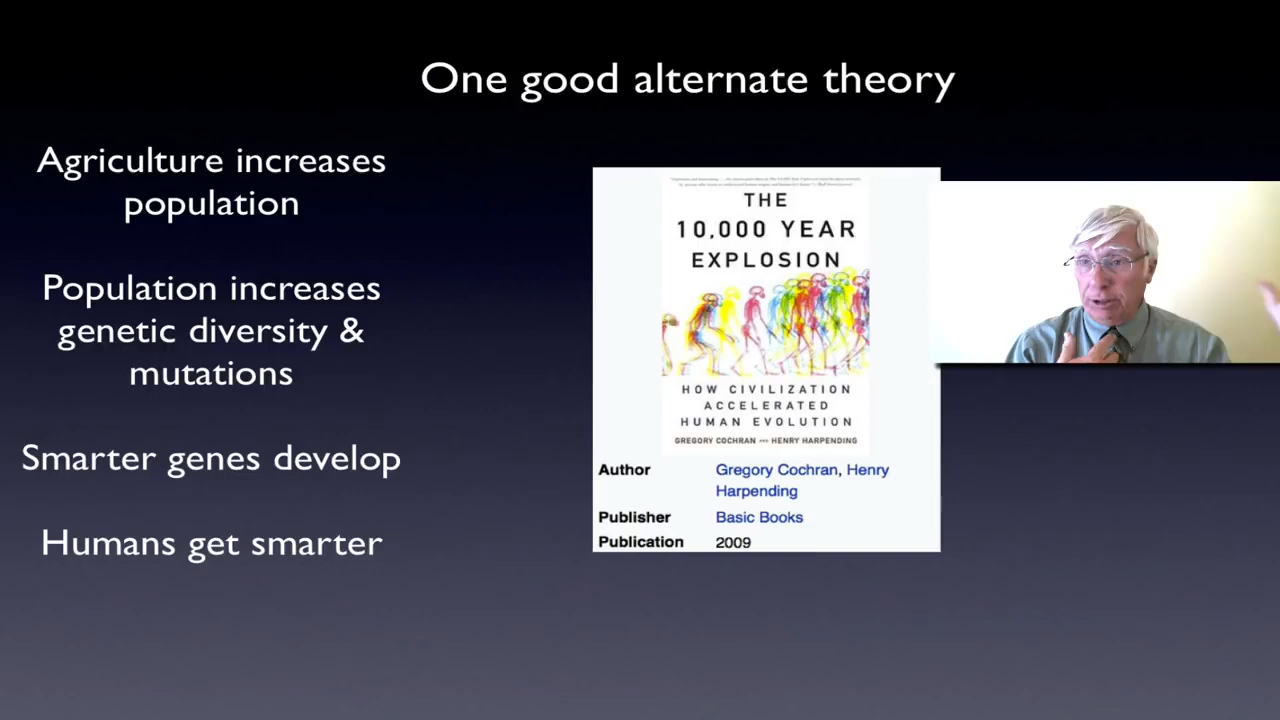 One good alternate theory
Agriculture increases
population
Population increases
genetic diversity &
mutations
Smarter genes develop
Humans get smarter
THE
10,000 YEAR
EXPLOSION
HOW CIVILIZATION
ACCELERATED
HUMAN EVOLUTION
GREGORY COCHRAN AND HENRY HARPENDING
Author Gregory Cochran, Henry
Harpending
Publisher Basic Books
Publication 2009